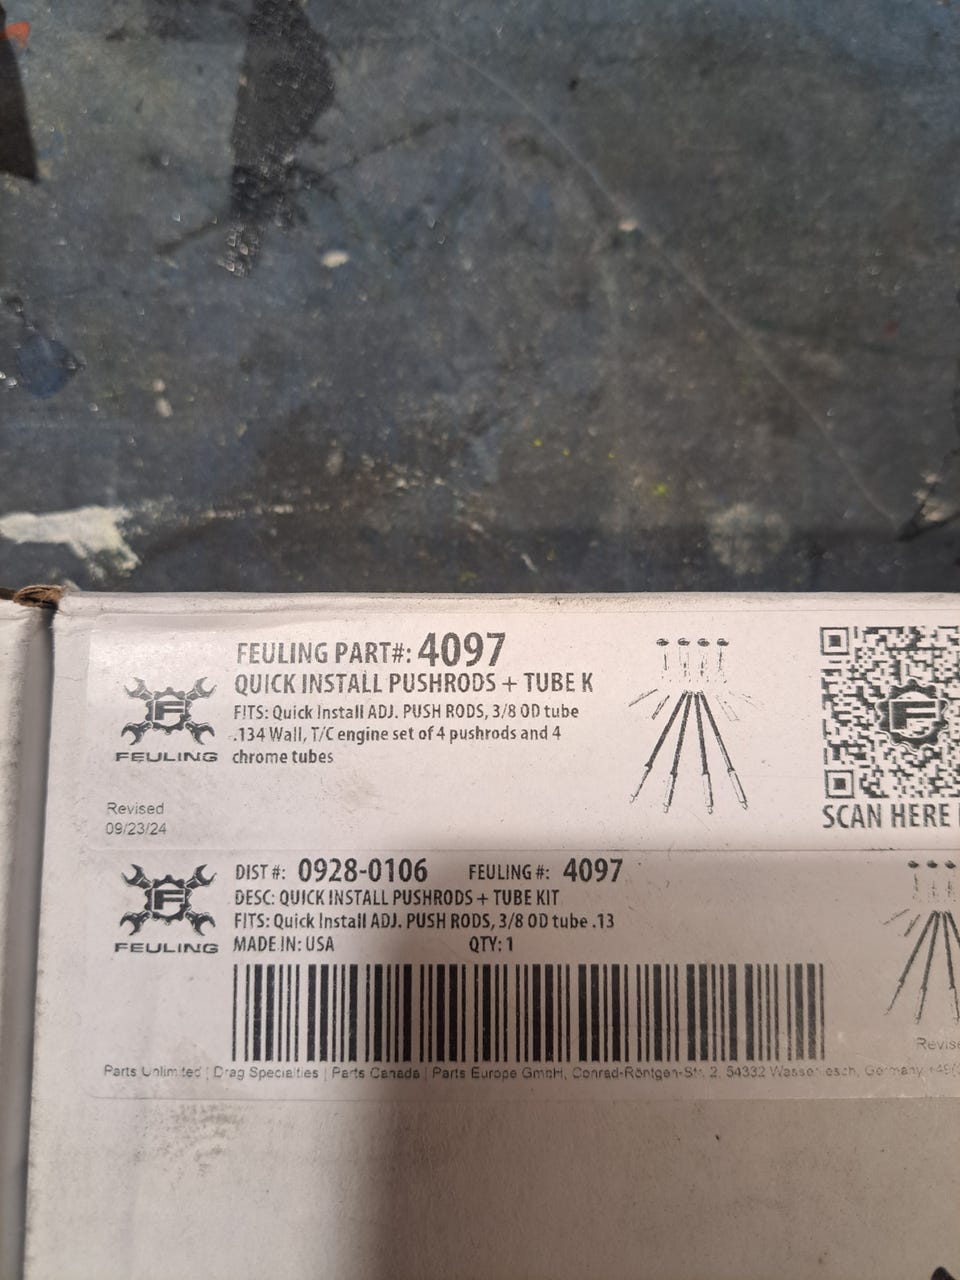 FEULING PART#: 4097
QUICK INSTALL PUSHRODS + TUBE K
FITS: Quick Install ADJ. PUSH RODS, 3/8 OD tube
.134 Wall, T/C engine set of 4 pushrods and 4
chrome tubes
FEULING
Revised
09/23/24
SCAN HERE
DIST #: 0928-0106 FEULING #: 4097
DESC: QUICK INSTALL PUSHRODS + TUBE KIT
FITS: Quick Install ADJ. PUSH RODS, 3/8 OD tube .13
MADE IN: USA QTY: 1
FEULING
Revise
Parts Unlimited | Drag Specialties | Parts Canada | Parts Europe GmbH, Conrad-Röntgen-Str. 2, 54332 Wasserliesch, Germany +49(